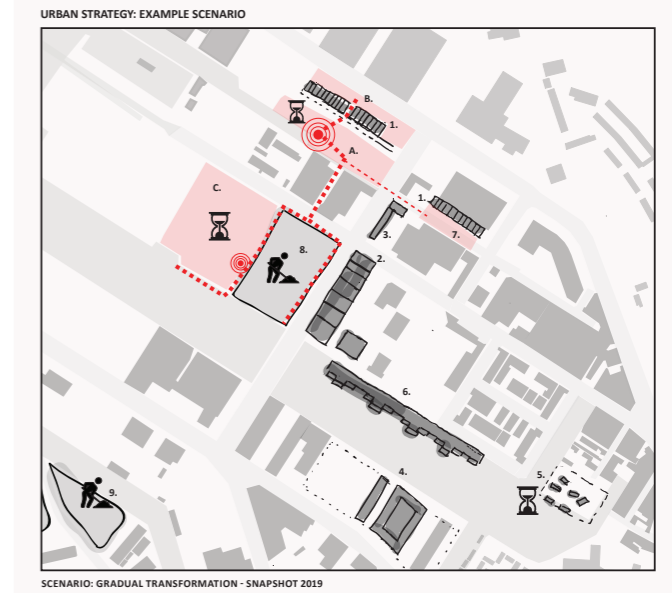 URBAN STRATEGY: EXAMPLE SCENARIO
B.
1.
A.
C.
1.
7.
3.
8.
2.
6.
4.
5.
9.
SCENARIO: GRADUAL TRANSFORMATION - SNAPSHOT 2019